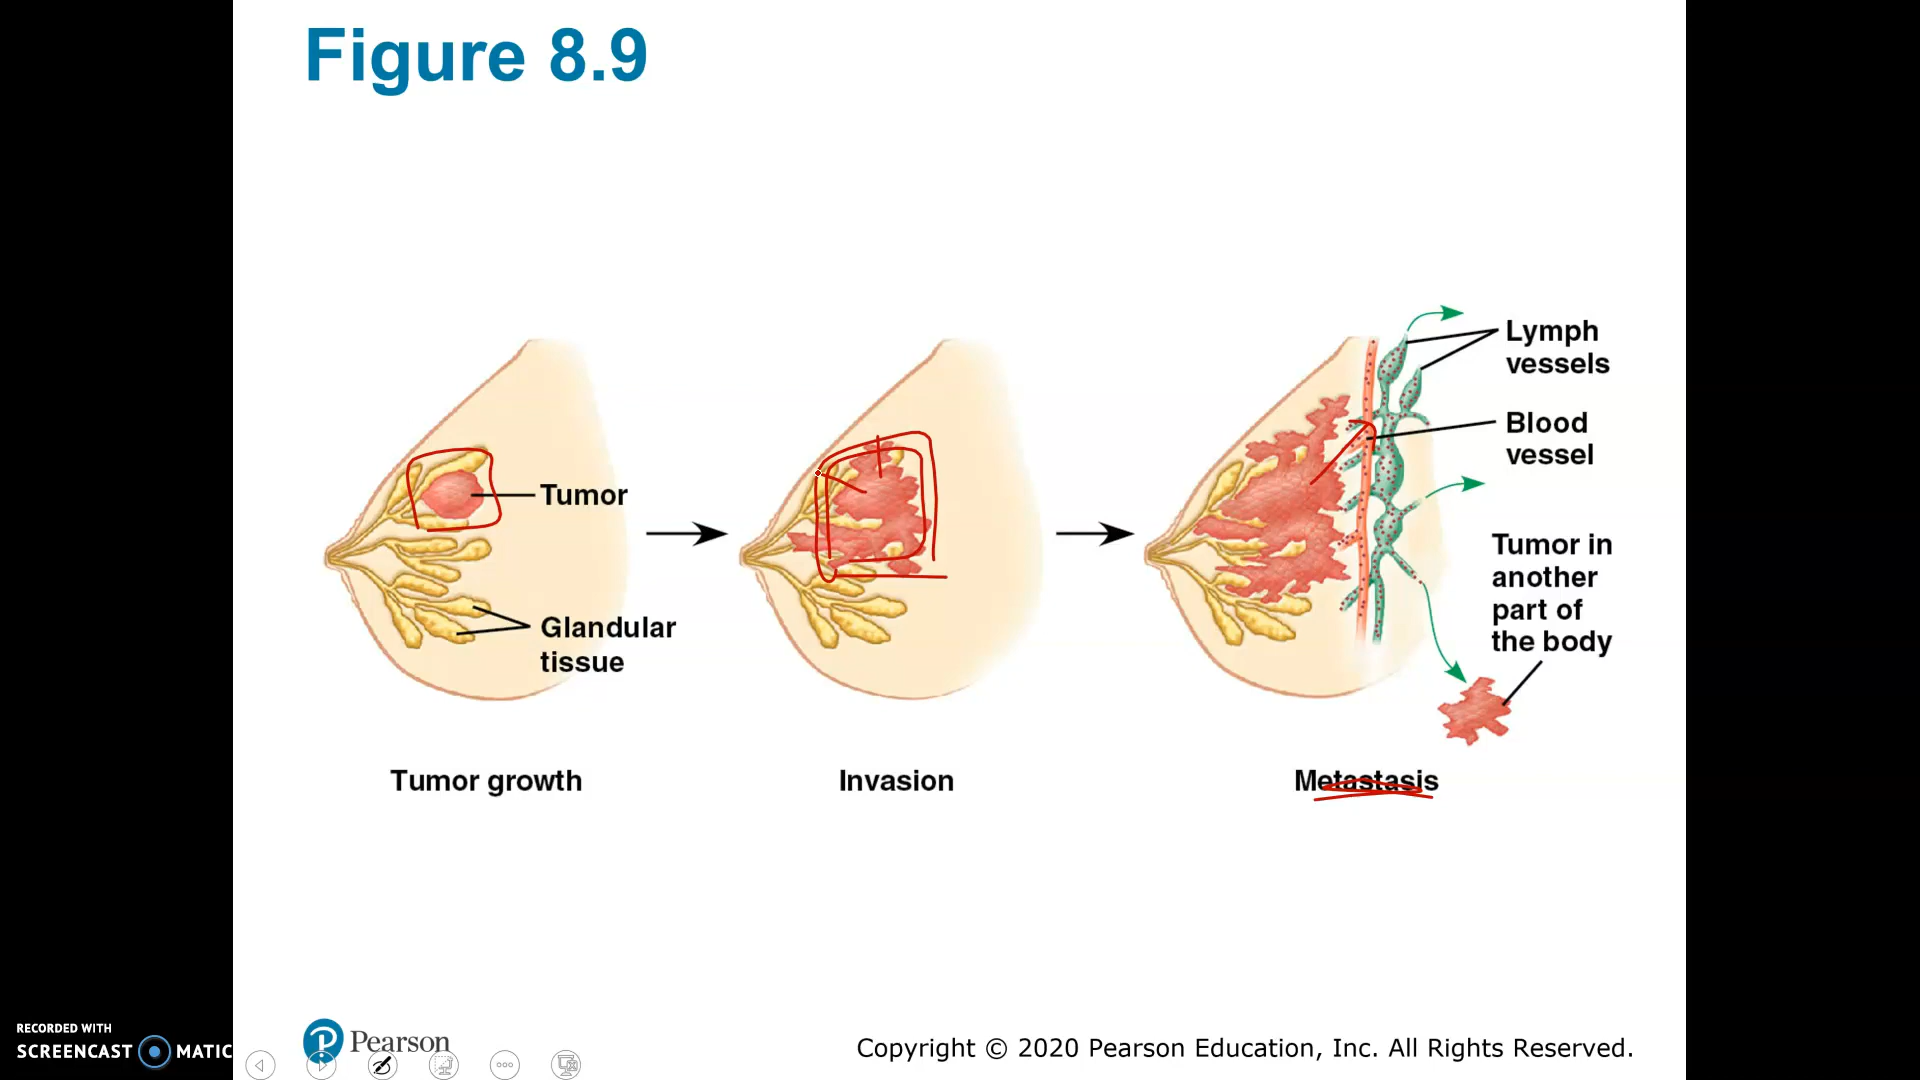 Figure 8.9
Lymph
vessels
Blood
vessel
Tumor
Tumor in
another
part of
the body
Glandular
tissue
Tumor growth
Invasion
Metastasis
RECORDED WITH
SCREENCAST MATIC
Pearson
Copyright © 2020 Pearson Education, Inc. All Rights Reserved.